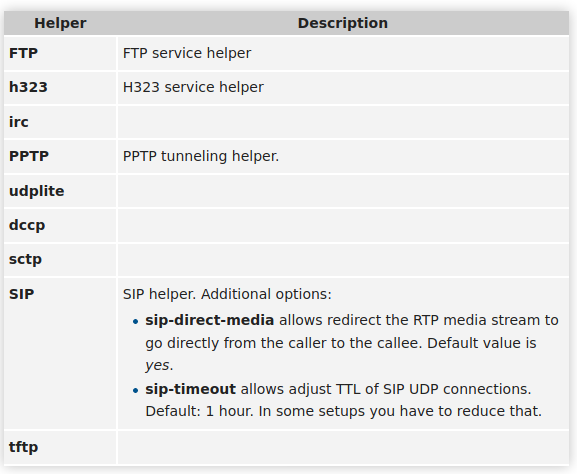 Helper Description
FTP FTP service helper
h323 H323 service helper
irc
PPTP PPTP tunneling helper.
udplite
dccp
sctp
SIP SIP helper. Additional options:
• sip-direct-media allows redirect the RTP media stream to
go directly from the caller to the callee. Default value is
yes.
• sip-timeout allows adjust TTL of SIP UDP connections.
Default: 1 hour. In some setups you have to reduce that.
tftp